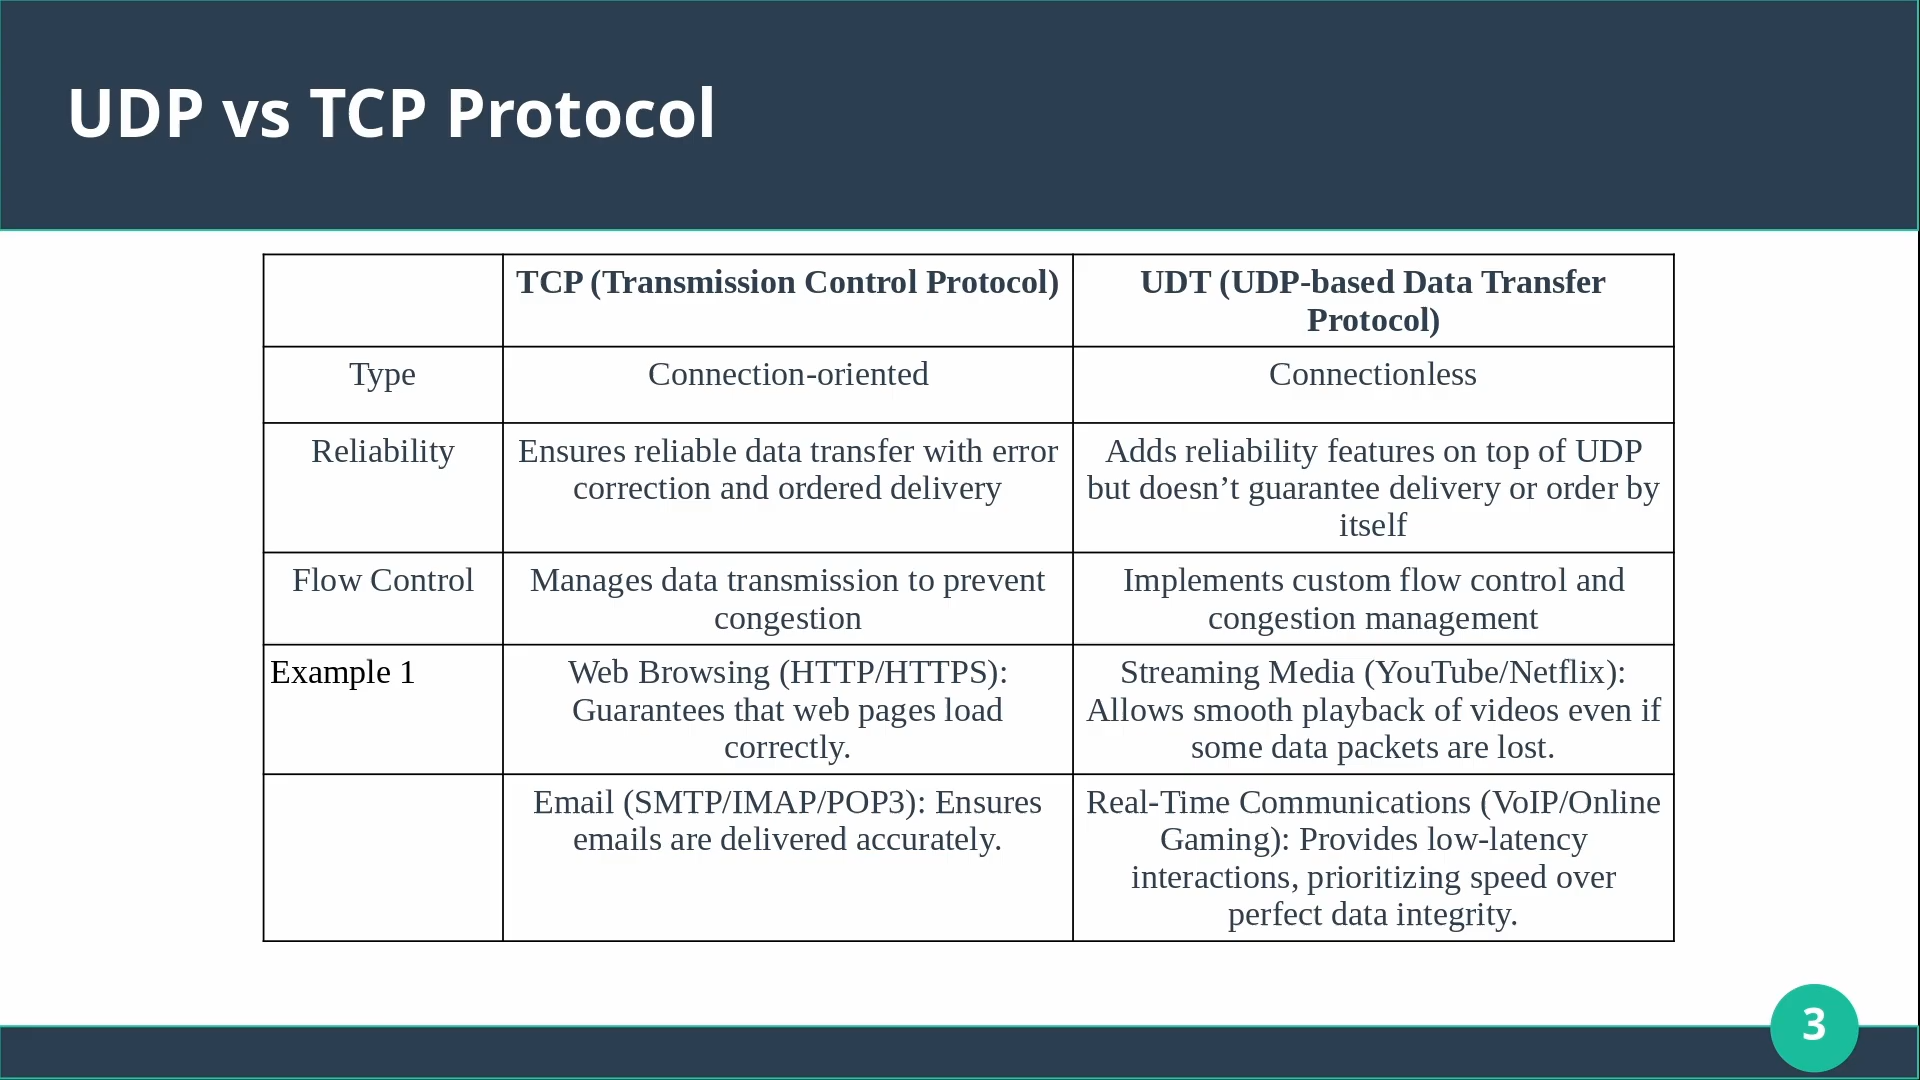 UDP vs TCP Protocol
TCP (Transmission Control Protocol)
UDT (UDP-based Data Transfer
Protocol)
Type
Connection-oriented
Connectionless
Reliability
Ensures reliable data transfer with error
correction and ordered delivery
Adds reliability features on top of UDP
but doesn’t guarantee delivery or order by
itself
Flow Control
Manages data transmission to prevent
congestion
Implements custom flow control and
congestion management
Example 1
Web Browsing (HTTP/HTTPS):
Guarantees that web pages load
correctly.
Streaming Media (YouTube/Netflix):
Allows smooth playback of videos even if
some data packets are lost.
Email (SMTP/IMAP/POP3): Ensures
emails are delivered accurately.
Real-Time Communications (VoIP/Online
Gaming): Provides low-latency
interactions, prioritizing speed over
perfect data integrity.
3